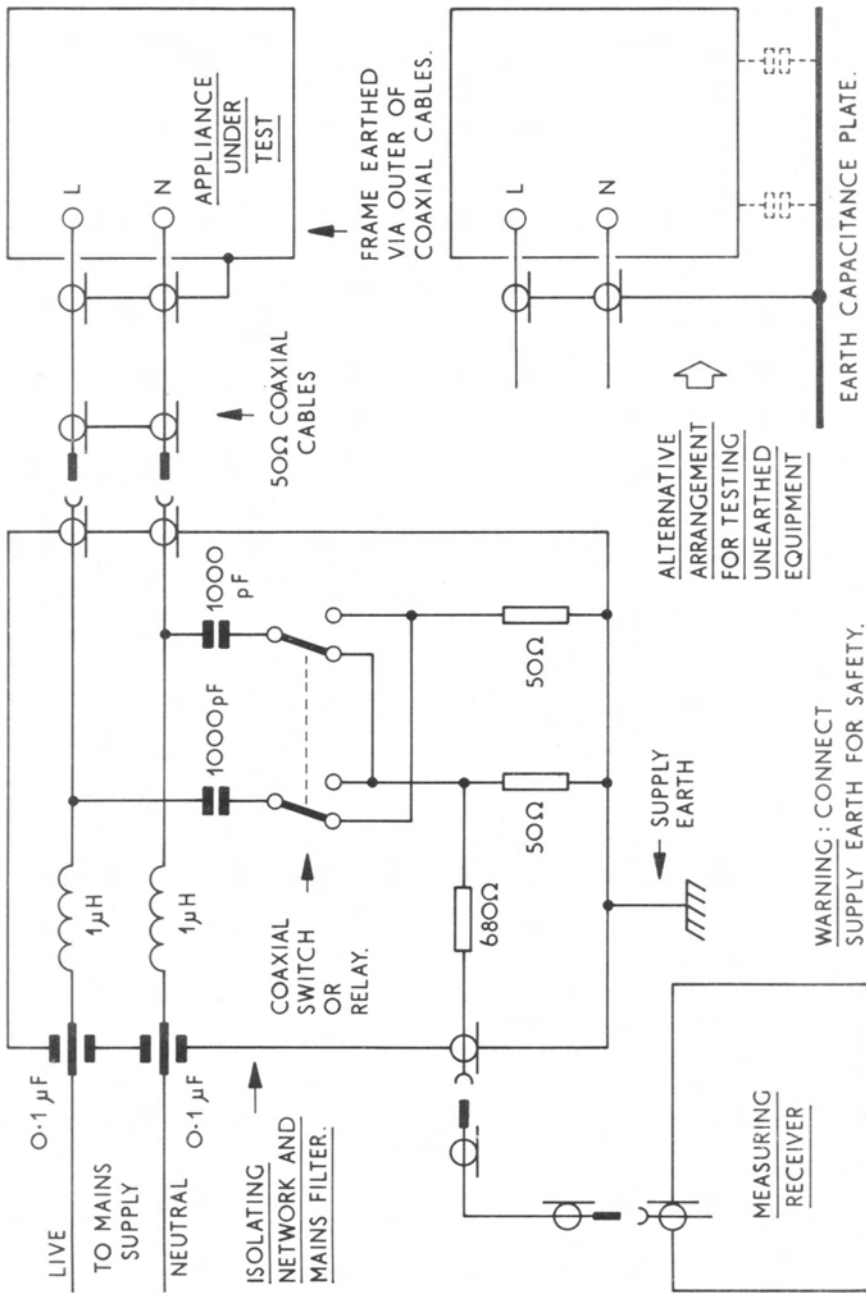 LIVE
O·1 µF
TO MAINS
SUPPLY
NEUTRAL
O·1 µF
1µH
1µH
ISOLATING
NETWORK AND
MAINS FILTER.
COAXIAL
SWITCH
OR
RELAY.
1000pF
1000
pF
680Ω
50Ω
50Ω
SUPPLY
EARTH
50Ω COAXIAL
CABLES
L
N
APPLIANCE
UNDER
TEST
FRAME EARTHED
VIA OUTER OF
COAXIAL CABLES.
L
N
ALTERNATIVE
ARRANGEMENT
FOR TESTING
UNEARTHED
EQUIPMENT
EARTH CAPACITANCE PLATE.
MEASURING
RECEIVER
WARNING: CONNECT
SUPPLY EARTH FOR SAFETY.